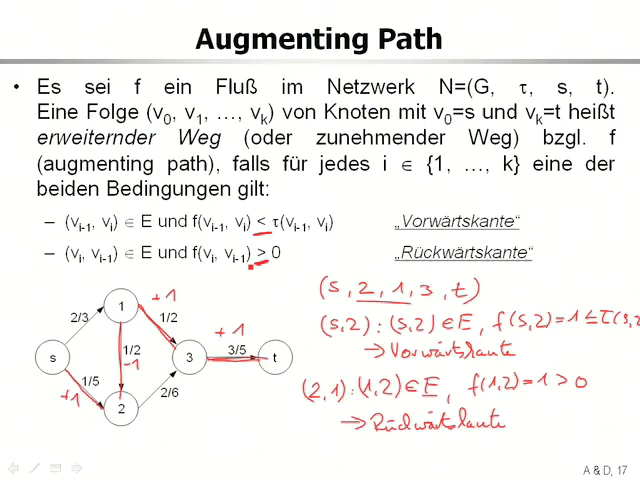 Augmenting Path
• Es sei f ein Fluß im Netzwerk N=(G, τ, s, t).
Eine Folge (v0, v1, …, vk) von Knoten mit v0=s und vk=t heißt
erweiternder Weg (oder zunehmender Weg) bzgl. f
(augmenting path), falls für jedes i ∈ {1, …, k} eine der
beiden Bedingungen gilt:
– (vi-1, vi) ∈ E und f(vi-1, vi) < τ(vi-1, vi) „Vorwärtskante“
– (vi, vi-1) ∈ E und f(vi, vi-1) > 0 „Rückwärtskante“
(s, 2, 1, 3, t)
(s,2) : (s,2) ∈ E, f(s,2) = 1 ≤ τ(s,2
→ Vorwärtskante
(2,1) : (1,2) ∈ E, f(1,2) = 1 > 0
→ Rückwärtskante
+1
1
2/3
1/2
+1
s
1/2
-1
3
3/5
t
1/5
+1
2
2/6
A & D, 17